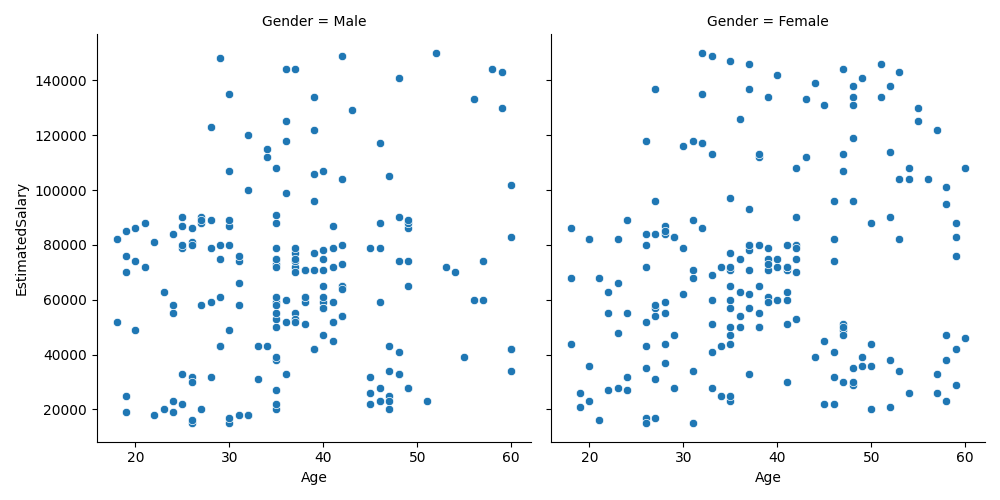 Gender = Male
Gender = Female
EstimatedSalary
140000
120000
100000
80000
60000
40000
20000
20 30 40 50 60
20 30 40 50 60
Age
Age